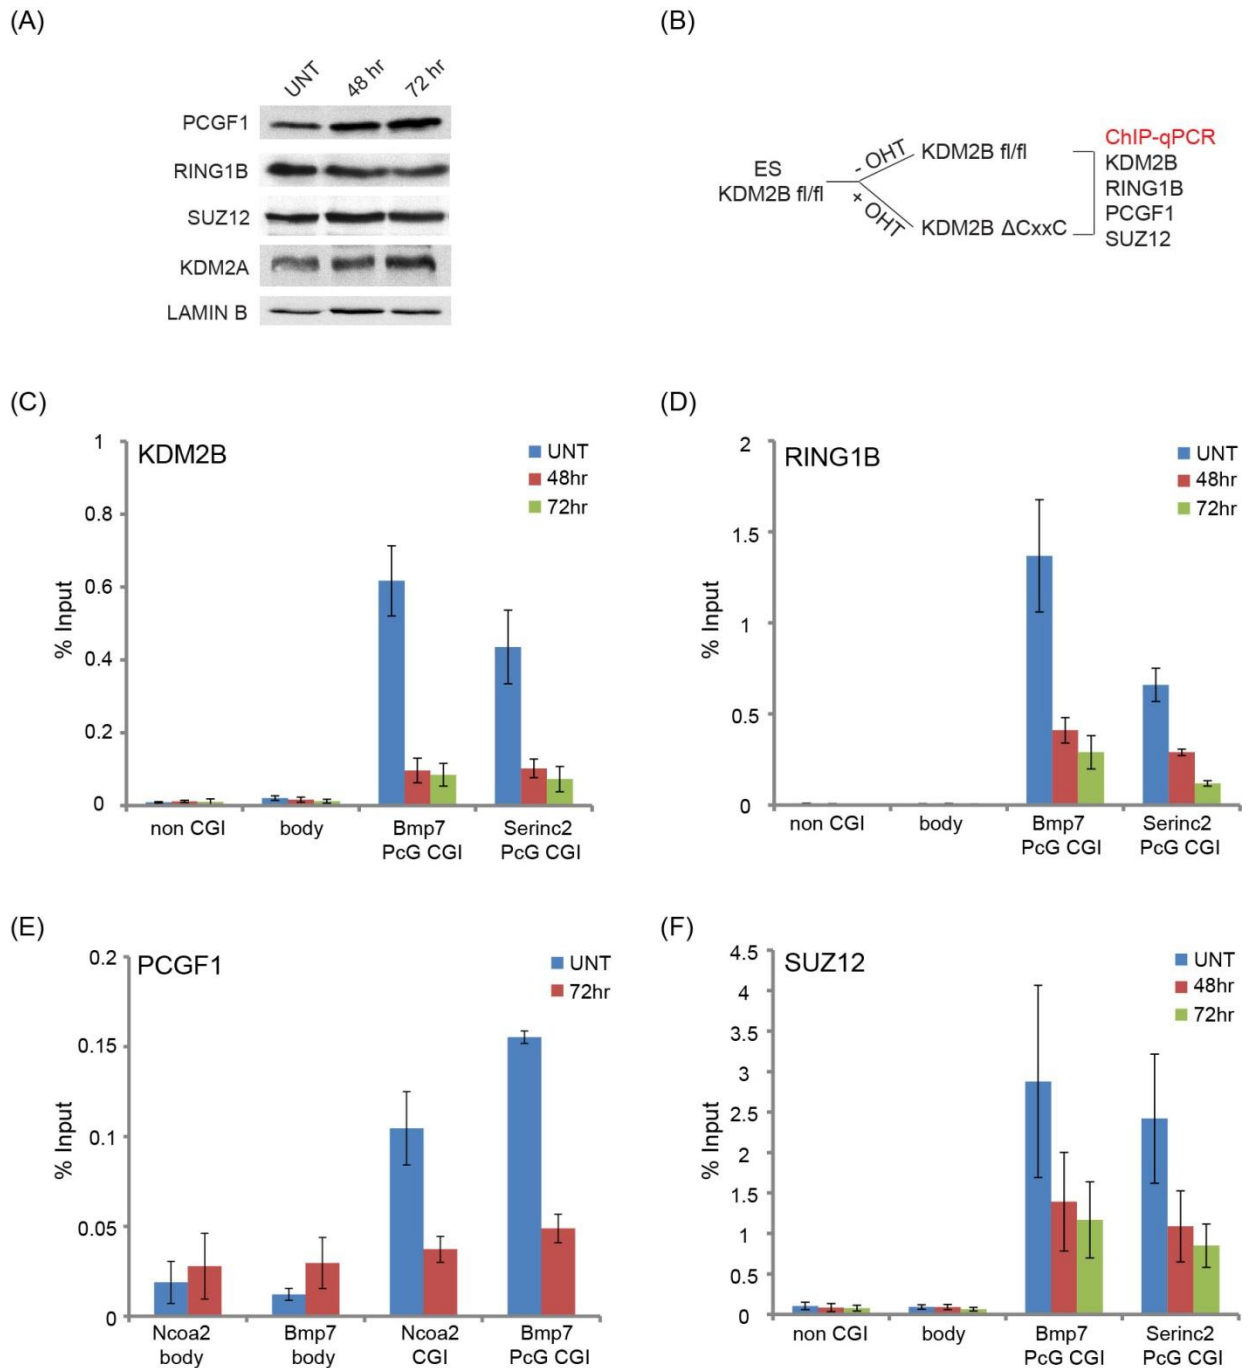 (A)
UNT
48 hr
72 hr
PCGF1
RING1B
SUZ12
KDM2A
LAMIN B
(B)
ES
KDM2B fl/fl
- OHT
+ OHT
KDM2B fl/fl
KDM2B ΔCxxC
ChIP-qPCR
KDM2B
RING1B
PCGF1
SUZ12
(C)
KDM2B
UNT
48hr
72hr
% Input
1
0.8
0.6
0.4
0.2
0
non CGI
body
Bmp7
PcG CGI
Serinc2
PcG CGI
(D)
RING1B
UNT
48hr
72hr
% Input
2
1.5
1
0.5
0
non CGI
body
Bmp7
PcG CGI
Serinc2
PcG CGI
(E)
PCGF1
UNT
72hr
% Input
0.2
0.15
0.1
0.05
0
Ncoa2
body
Bmp7
body
Ncoa2
CGI
Bmp7
PcG CGI
(F)
SUZ12
UNT
48hr
72hr
% Input
4.5
4
3.5
3
2.5
2
1.5
1
0.5
0
non CGI
body
Bmp7
PcG CGI
Serinc2
PcG CGI